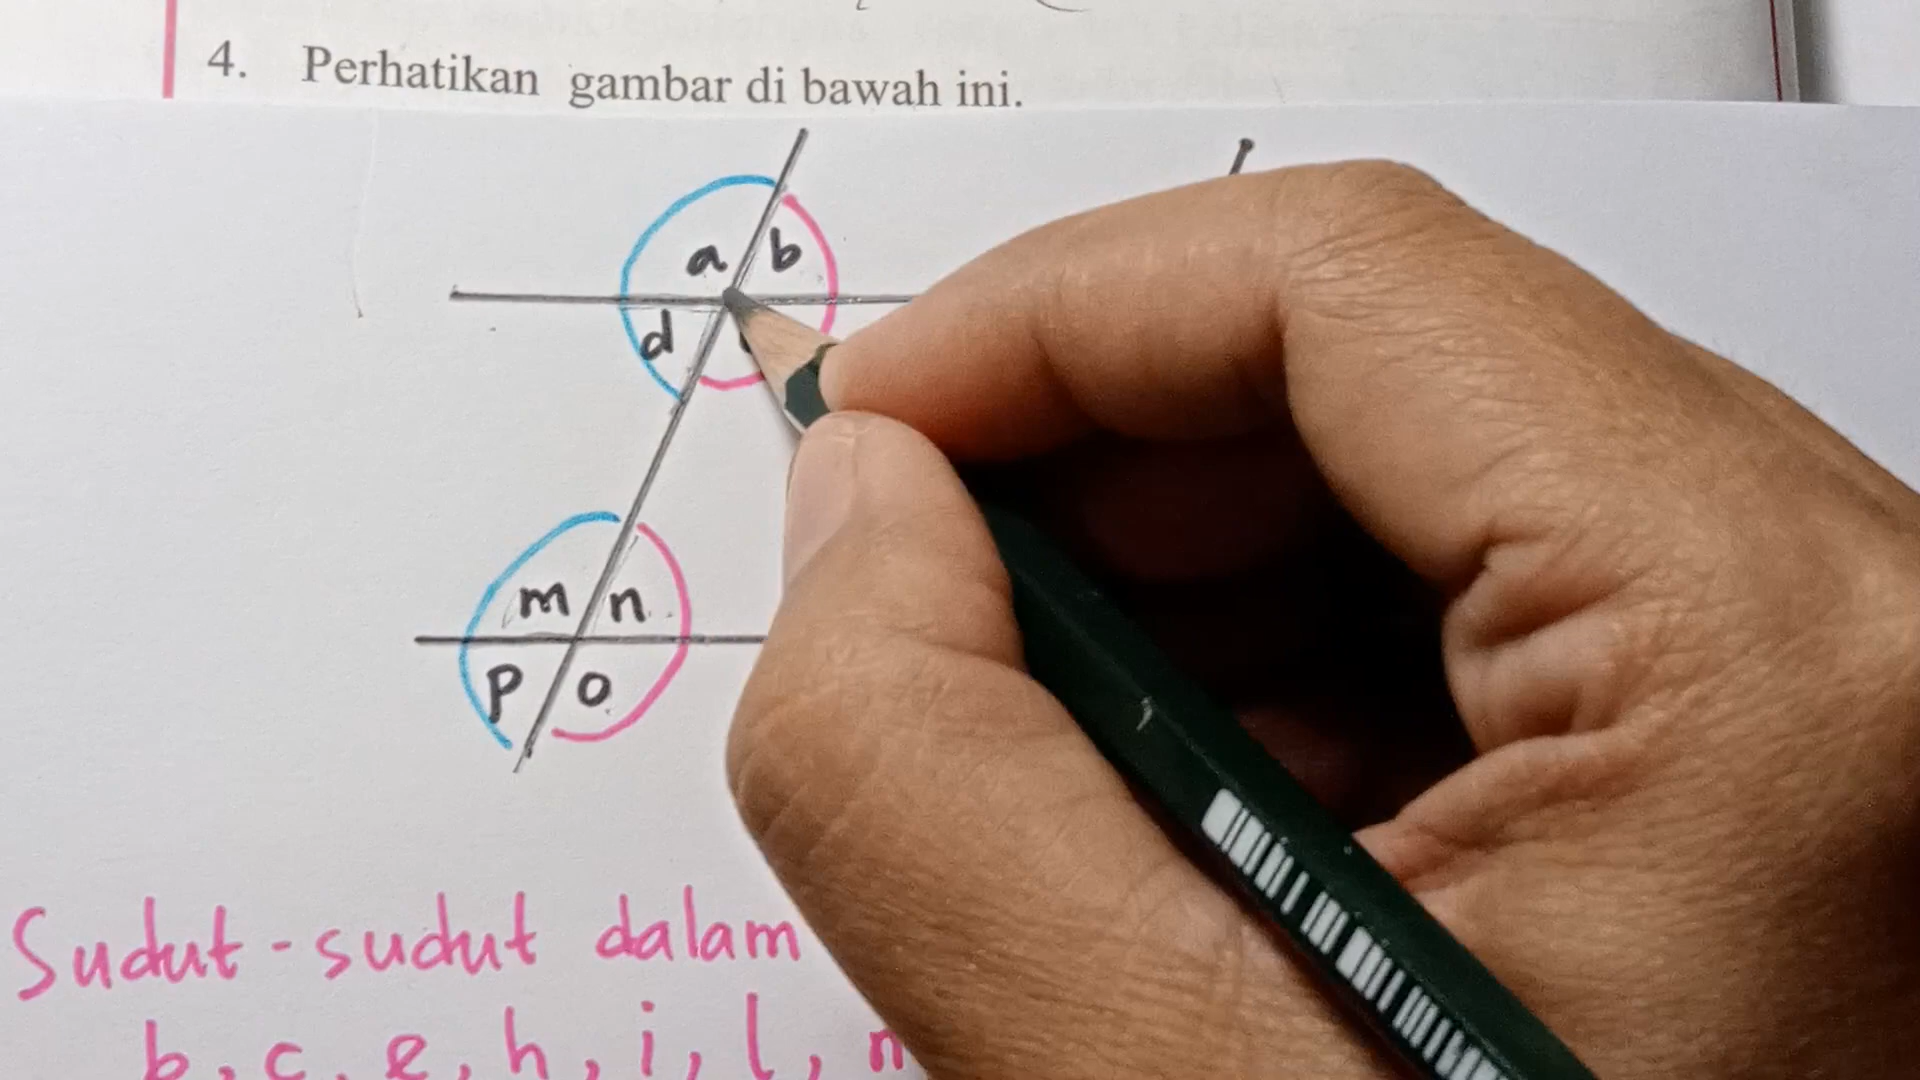 4. Perhatikan gambar di bawah ini.
a b
d
m n
p o
Sudut-sudut dalam
b, c, e, h, i, l, n